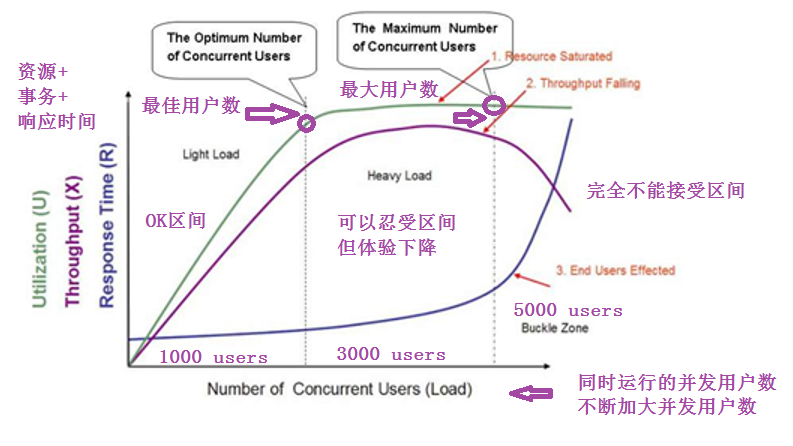 The Optimum Number
of Concurrent Users
The Maximum Number
of Concurrent Users
1. Resource Saturated
2. Throughput Falling
资源+
事务+
响应时间
最佳用户数
最大用户数
Light Load
Heavy Load
OK区间
可以忍受区间
但体验下降
完全不能接受区间
3. End Users Effected
5000 users
Buckle Zone
1000 users
3000 users
Utilization (U)
Throughput (X)
Response Time (R)
Number of Concurrent Users (Load)
同时运行的并发用户数
不断加大并发用户数